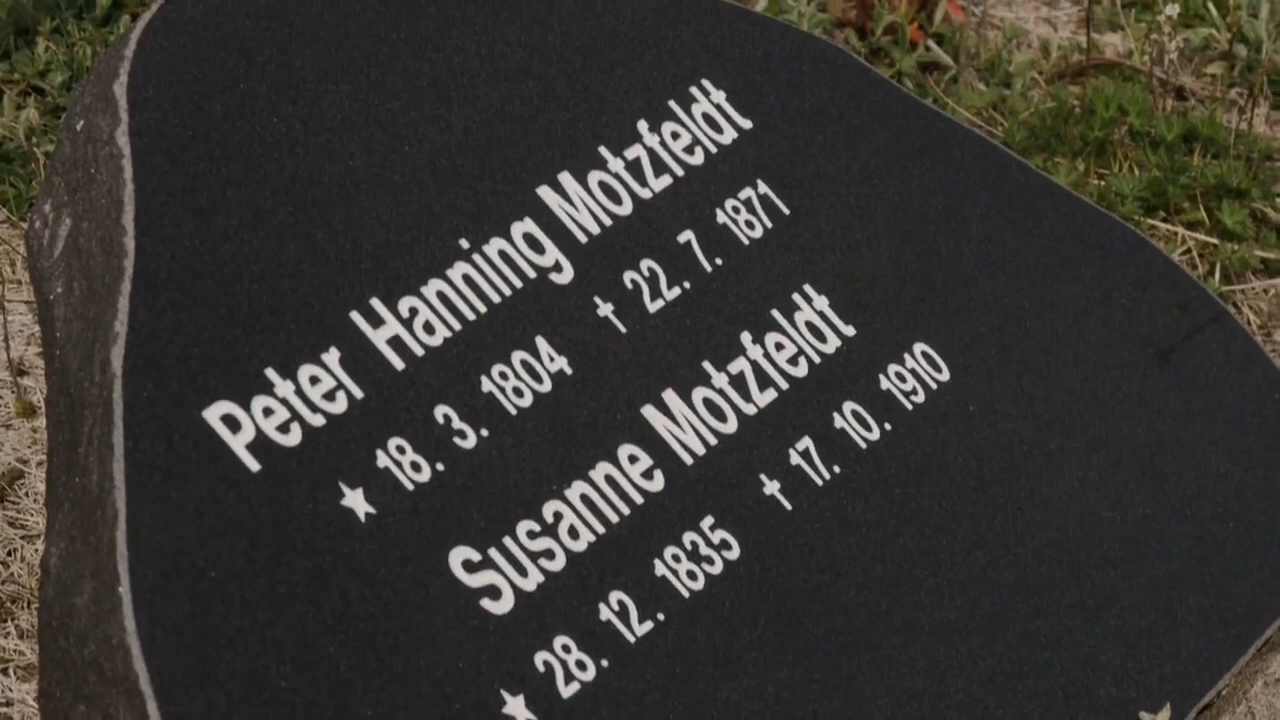 Peter Hanning Motzfeldt
★ 18. 3. 1804 † 22. 7. 1871
Susanne Motzfeldt
★ 28. 12. 1835 † 17. 10. 1910